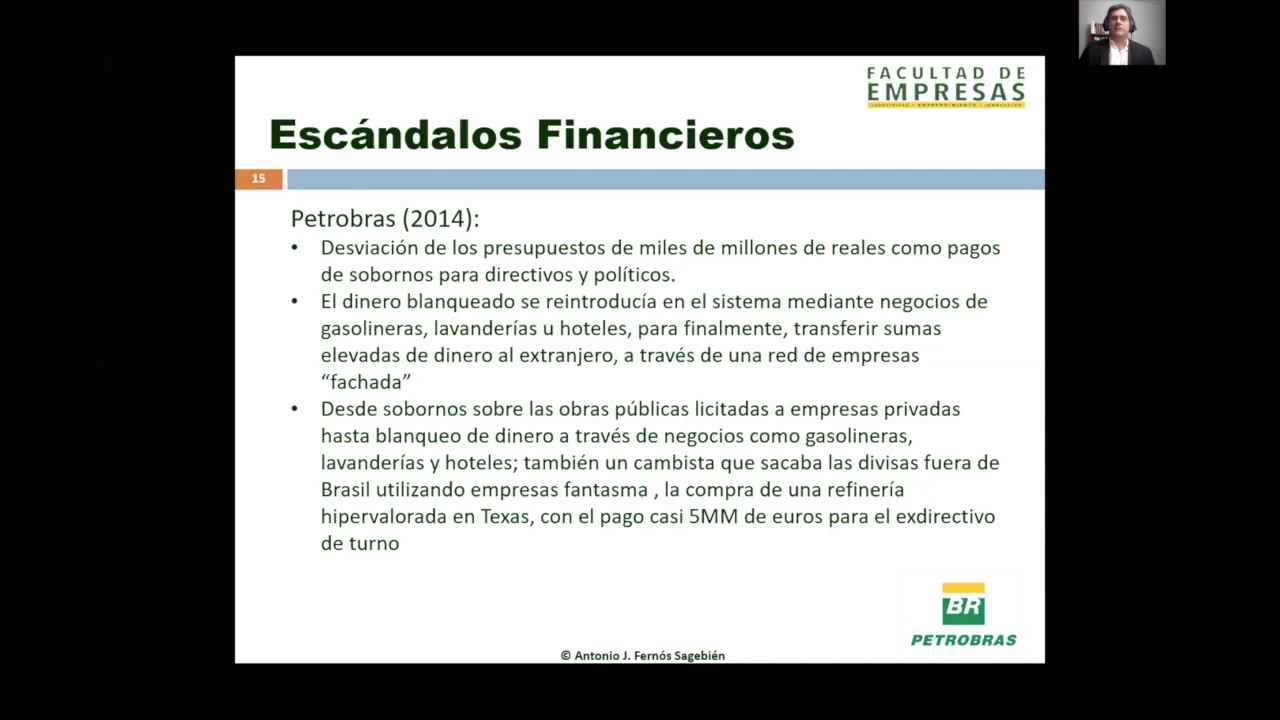 FACULTAD DE
EMPRESAS
Escándalos Financieros
15
Petrobras (2014):
• Desviación de los presupuestos de miles de millones de reales como pagos
de sobornos para directivos y políticos.
• El dinero blanqueado se reintroducía en el sistema mediante negocios de
gasolineras, lavanderías u hoteles, para finalmente, transferir sumas
elevadas de dinero al extranjero, a través de una red de empresas
“fachada”
• Desde sobornos sobre las obras públicas licitadas a empresas privadas
hasta blanqueo de dinero a través de negocios como gasolineras,
lavanderías y hoteles; también un cambista que sacaba las divisas fuera de
Brasil utilizando empresas fantasma , la compra de una refinería
hipervalorada en Texas, con el pago casi 5MM de euros para el exdirectivo
de turno
BR
PETROBRAS
© Antonio J. Fernós Sagebién